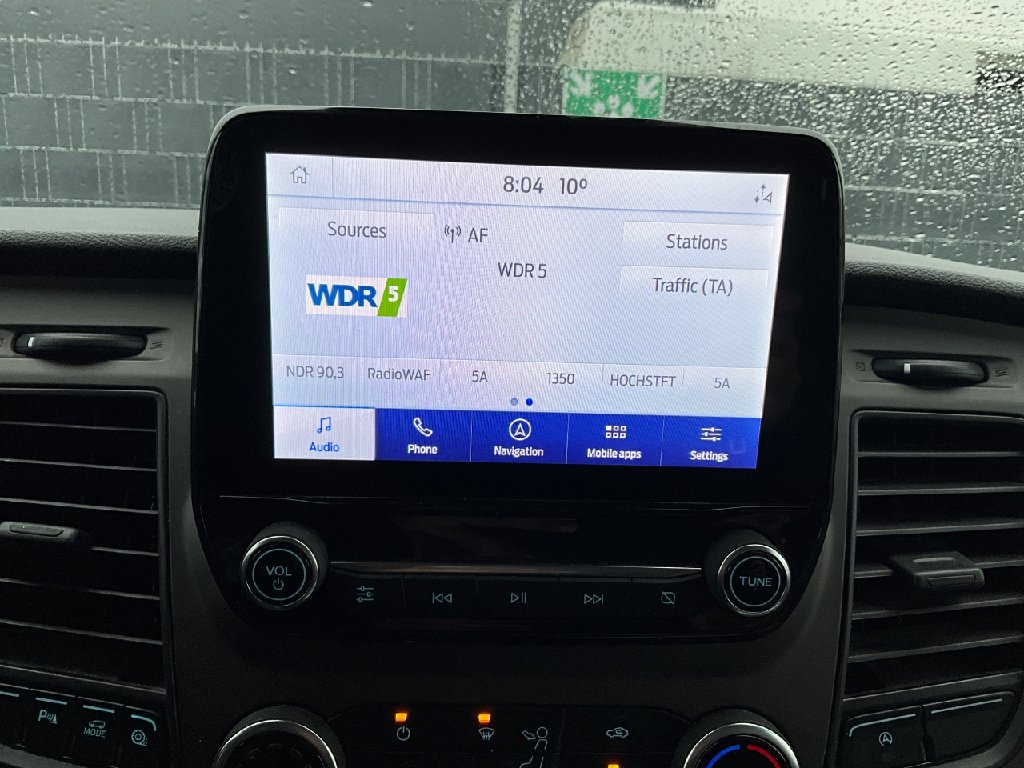 8:04 10°
Sources
AF
Stations
WDR 5
Traffic (TA)
WDR 5
NDR 90,3
RadioWAF
5A
1350
HOCHSTET
5A
Audio
Phone
Navigation
Mobile apps
Settings
VOL
TUNE
MODE